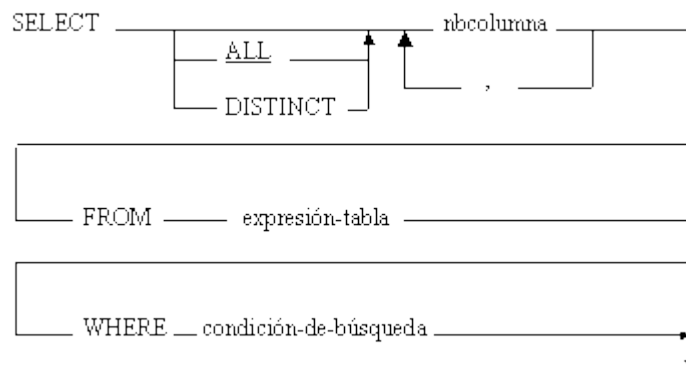 SELECT nbcolumna
ALL
,
DISTINCT
FROM expresión-tabla
WHERE condición-de-búsqueda